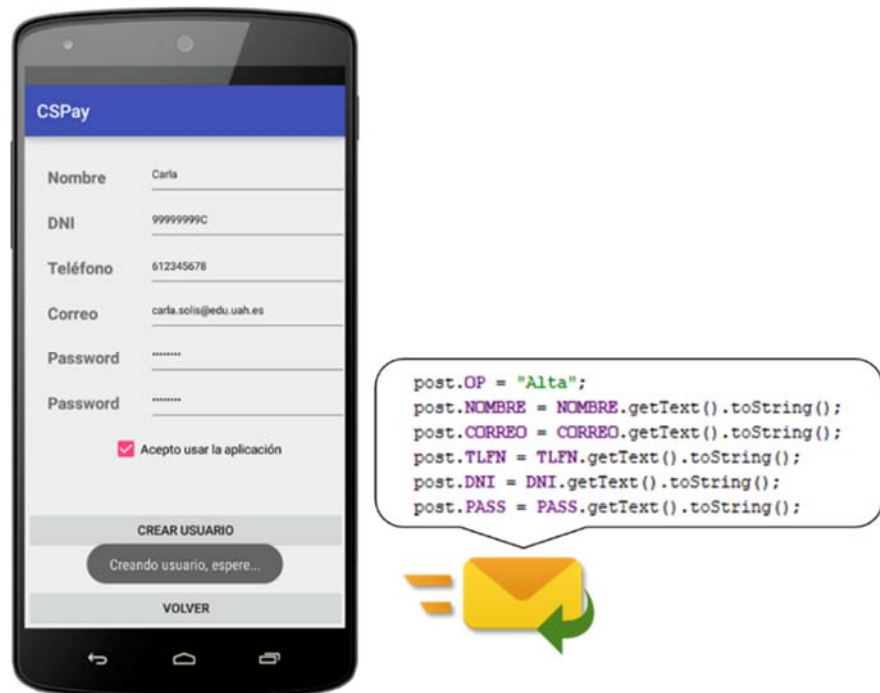 CSPay
Nombre Carla
DNI 99999999C
Teléfono 612345678
Correo carla.solis@edu.uah.es
Password ••••••••
Password ••••••••
Acepto usar la aplicación
CREAR USUARIO
Creando usuario, espere...
VOLVER
post.OP = "Alta";
post.NOMBRE = NOMBRE.getText().toString();
post.CORREO = CORREO.getText().toString();
post.TLFN = TLFN.getText().toString();
post.DNI = DNI.getText().toString();
post.PASS = PASS.getText().toString();